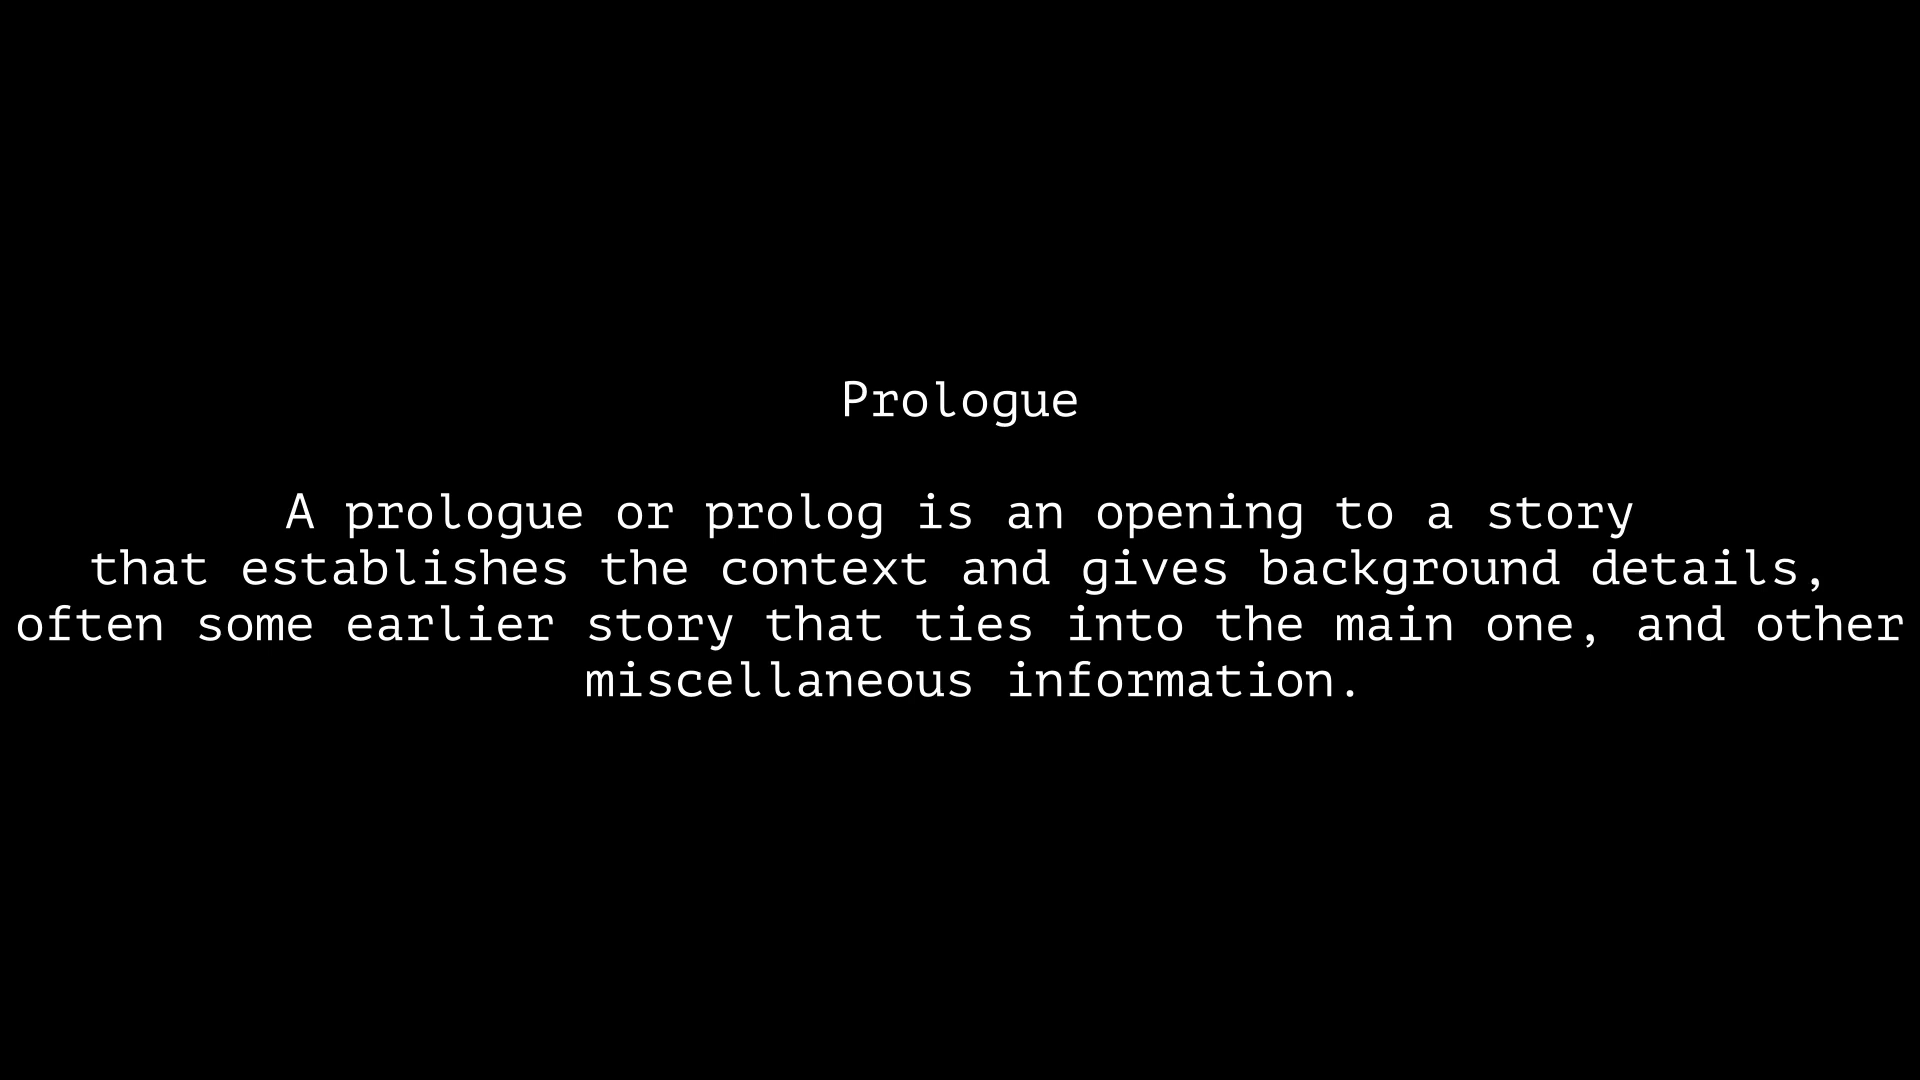 Prologue
A prologue or prolog is an opening to a story
that establishes the context and gives background details,
often some earlier story that ties into the main one, and other
miscellaneous information.